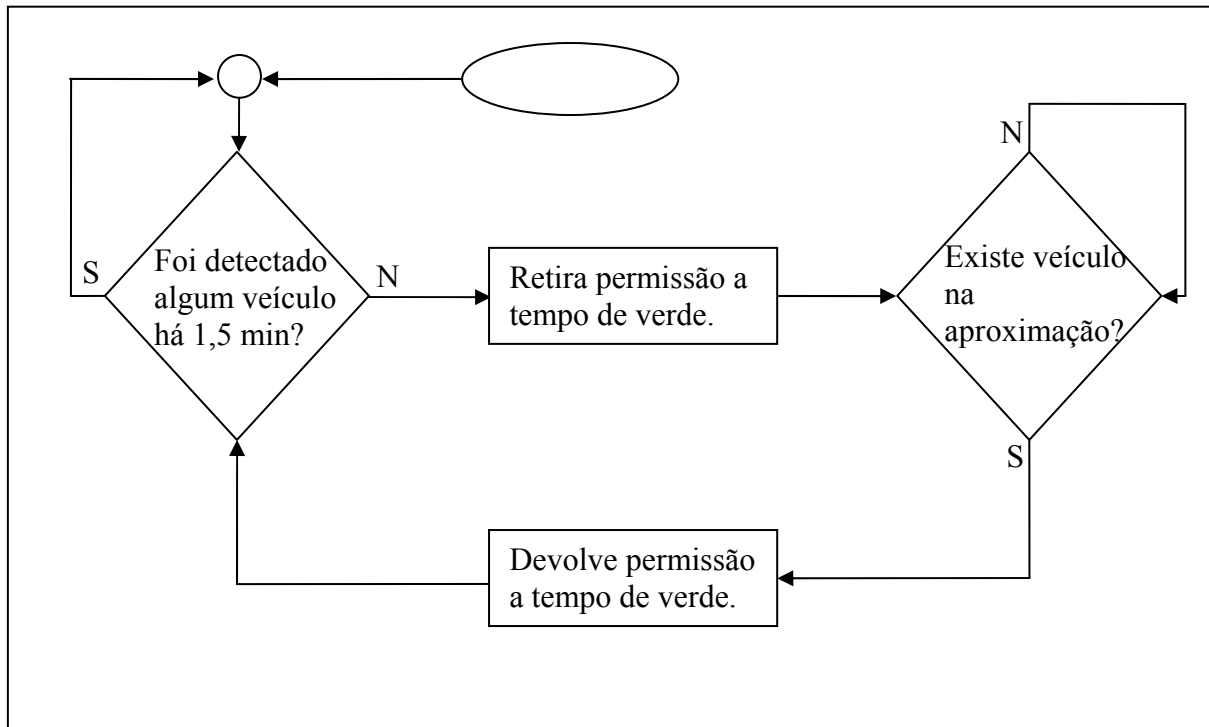 S
Foi detectado
algum veículo
há 1,5 min?
N
Retira permissão a
tempo de verde.
N
Existe veículo
na
aproximação?
S
Devolve permissão
a tempo de verde.